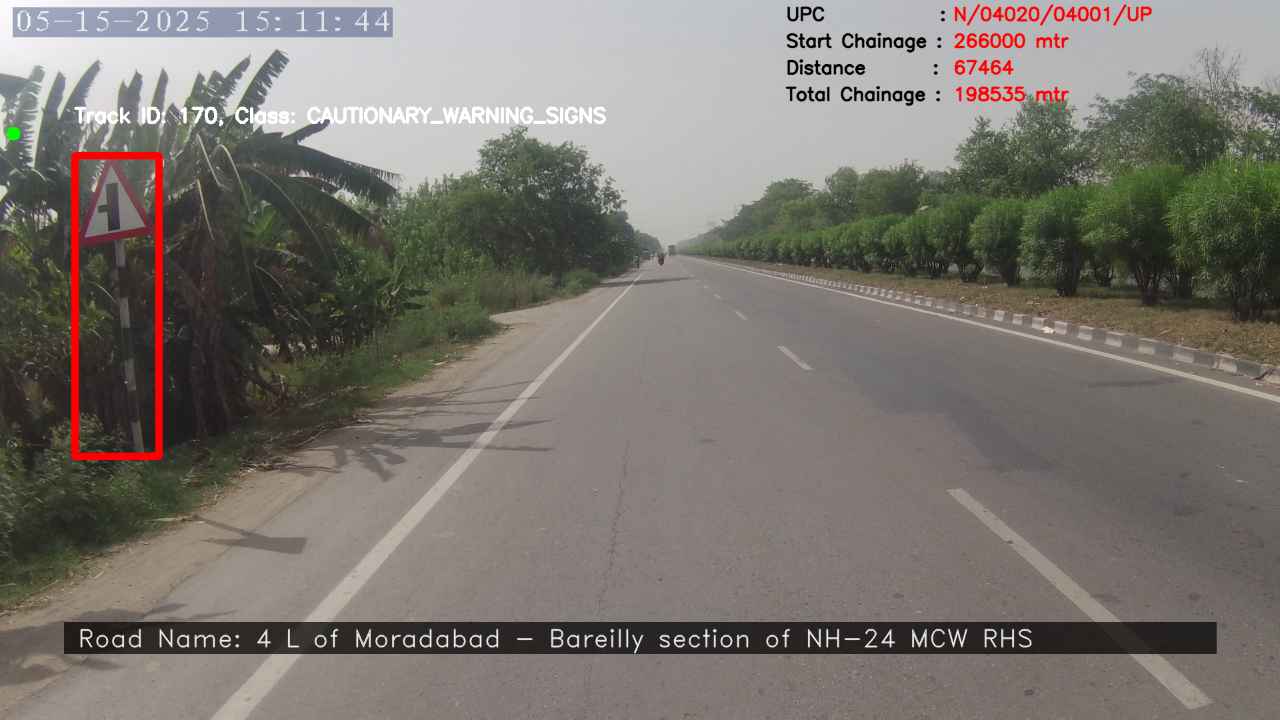 05-15-2025 15:11:44
UPC : N/04020/04001/UP
Start Chainage : 266000 mtr
Distance : 67464
Total Chainage : 198535 mtr
Track ID: 170, Class: CAUTIONARY_WARNING_SIGNS
Road Name: 4 L of Moradabad - Bareilly section of NH-24 MCW RHS